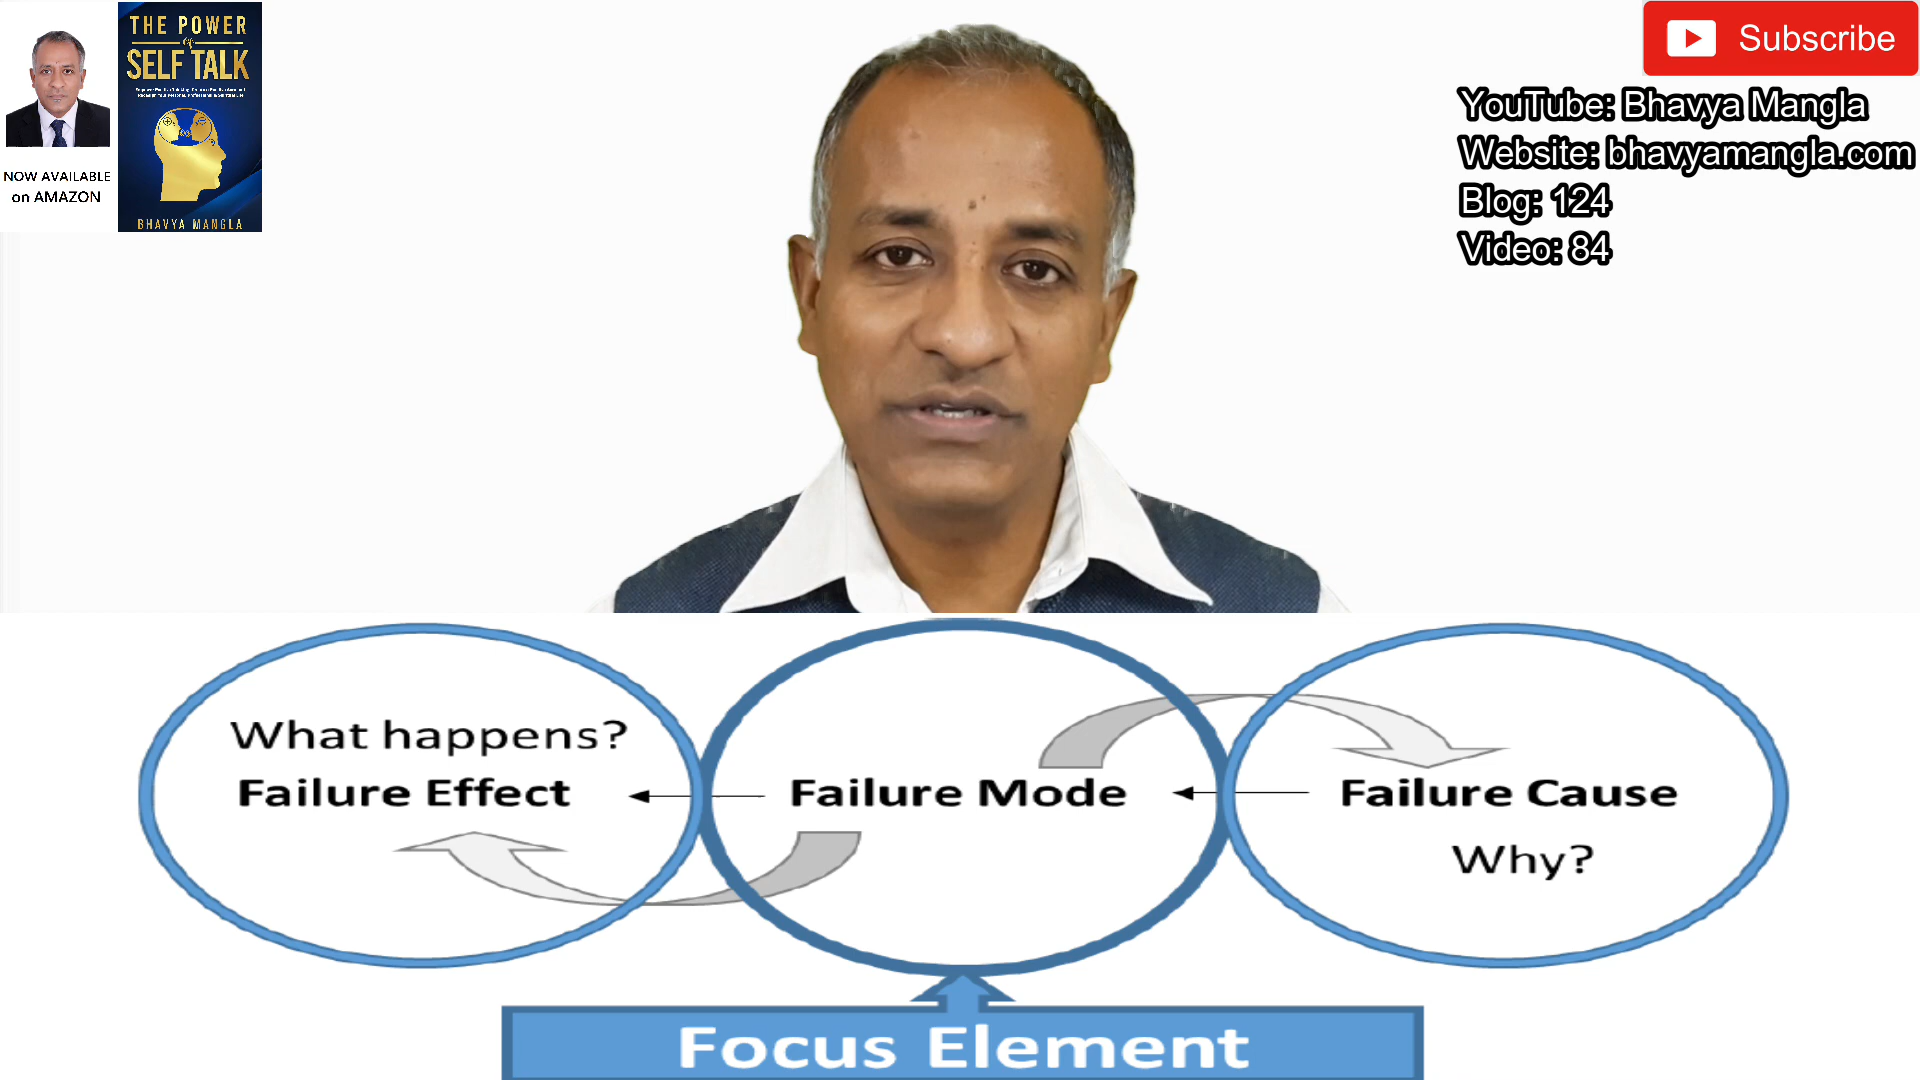 THE POWER
of
SELF TALK
BHAVYA MANGLA
NOW AVAILABLE
on AMAZON
Subscribe
YouTube: Bhavya Mangla
Website: bhavyamangla.com
Blog: 124
Video: 84
What happens?
Failure Effect
Failure Mode
Failure Cause
Why?
Focus Element